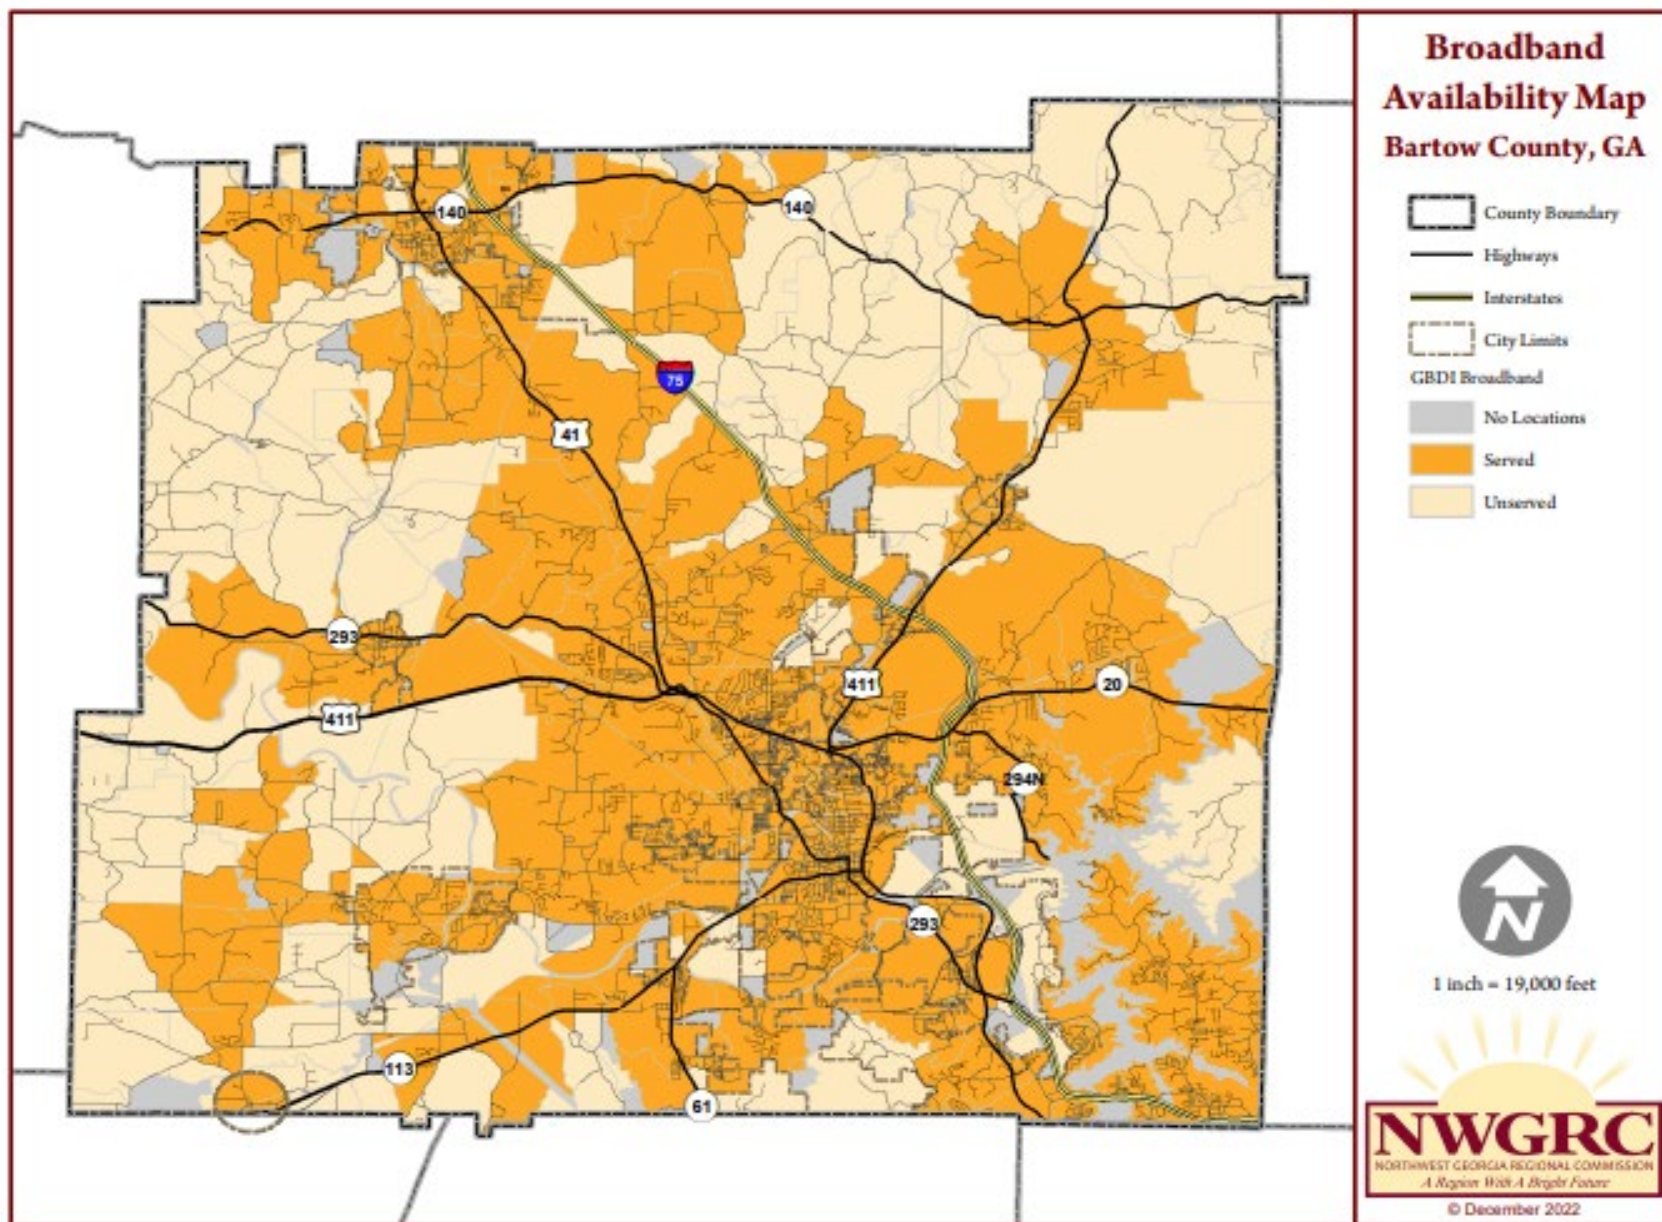 Broadband
Availability Map
Bartow County, GA
County Boundary
Highways
Interstates
City Limits
GBDI Broadband
No Locations
Served
Unserved
140
140
75
41
293
411
411
20
294N
293
113
61
N
1 inch = 19,000 feet
NWGRC
NORTHWEST GEORGIA REGIONAL COMMISSION
A Region With A Bright Future
© December 2022